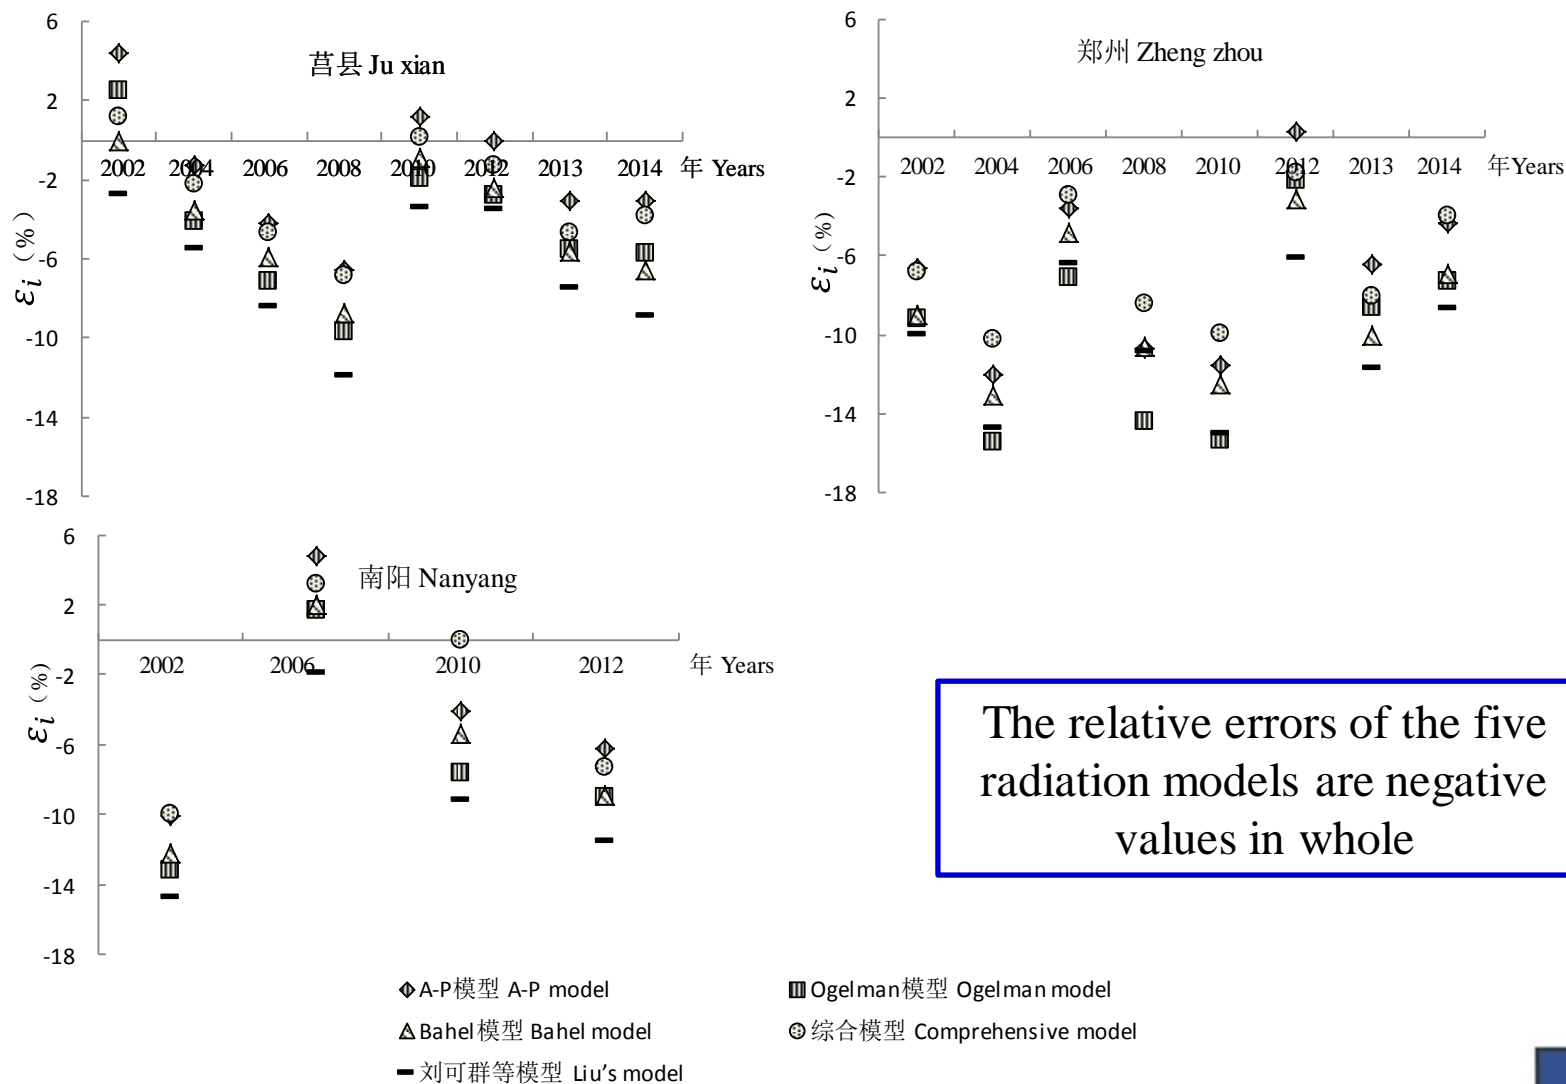 莒县 Ju xian
6
2
-2
-6
-10
-14
-18
εi（%）
2002 2004 2006 2008 2010 2012 2013 2014 年 Years
郑州 Zheng zhou
6
2
-2
-6
-10
-14
-18
εi（%）
2002 2004 2006 2008 2010 2012 2013 2014 年Years
南阳 Nanyang
6
2
-2
-6
-10
-14
-18
εi（%）
2002 2006 2010 2012 年 Years
The relative errors of the five
radiation models are negative
values in whole
A-P模型 A-P model
Ogelman模型 Ogelman model
Bahel模型 Bahel model
综合模型 Comprehensive model
刘可群等模型 Liu's model